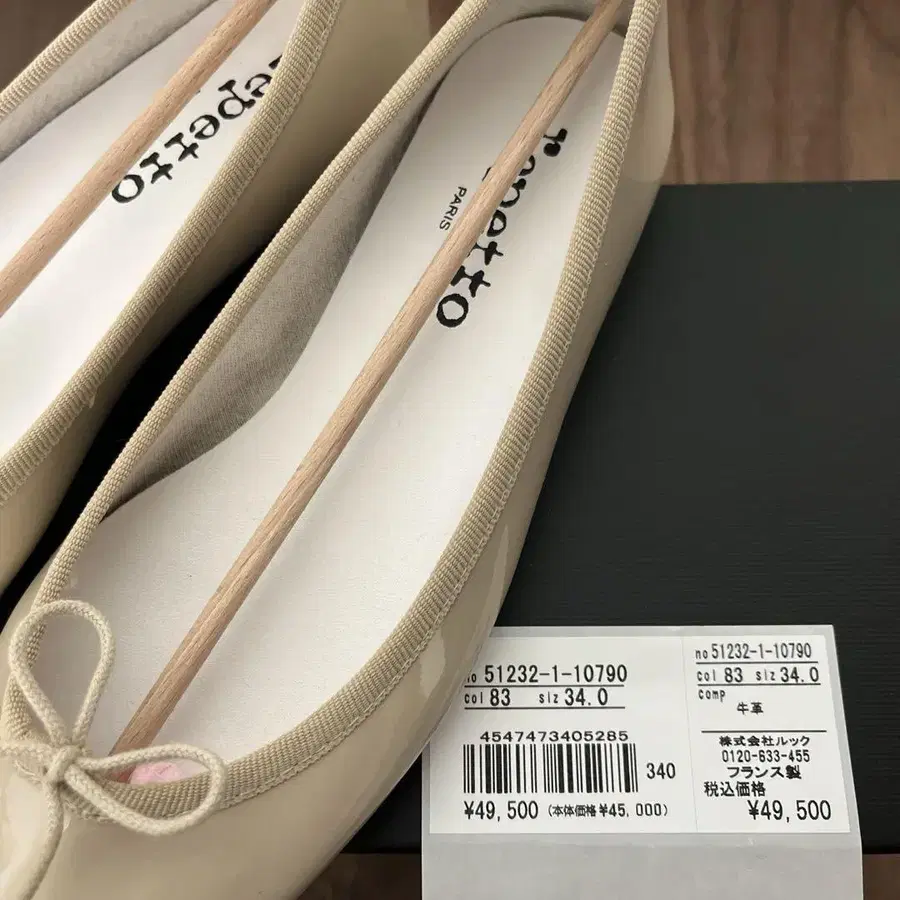 repetto
repetto
PARIS
no 51232-1-10790
col 83 siz 34.0
4547473405285
340
¥49,500 (本体価格¥45,000)
no 51232-1-10790
col 83 siz 34.0
comp
牛革
株式会社ルック
0120-633-455
フランス製
税込価格
¥49,500